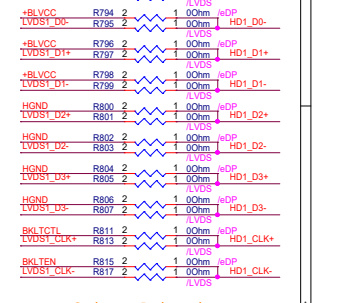 /LVDS
+BLVCC R794 2 1 0Ohm /eDP
LVDS1_D0- R795 2 1 0Ohm HD1_D0-
/LVDS
+BLVCC R796 2 1 0Ohm /eDP
LVDS1_D1+ R797 2 1 0Ohm HD1_D1+
/LVDS
+BLVCC R798 2 1 0Ohm /eDP
LVDS1_D1- R799 2 1 0Ohm HD1_D1-
/LVDS
HGND R800 2 1 0Ohm /eDP
LVDS1_D2+ R801 2 1 0Ohm HD1_D2+
/LVDS
HGND R802 2 1 0Ohm /eDP
LVDS1_D2- R803 2 1 0Ohm HD1_D2-
/LVDS
HGND R804 2 1 0Ohm /eDP
LVDS1_D3+ R805 2 1 0Ohm HD1_D3+
/LVDS
HGND R806 2 1 0Ohm /eDP
LVDS1_D3- R807 2 1 0Ohm HD1_D3-
/LVDS
BKLTCTL R811 2 1 0Ohm /eDP
LVDS1_CLK+ R813 2 1 0Ohm HD1_CLK+
/LVDS
BKLTEN R815 2 1 0Ohm /eDP
LVDS1_CLK- R817 2 1 0Ohm HD1_CLK-
/LVDS